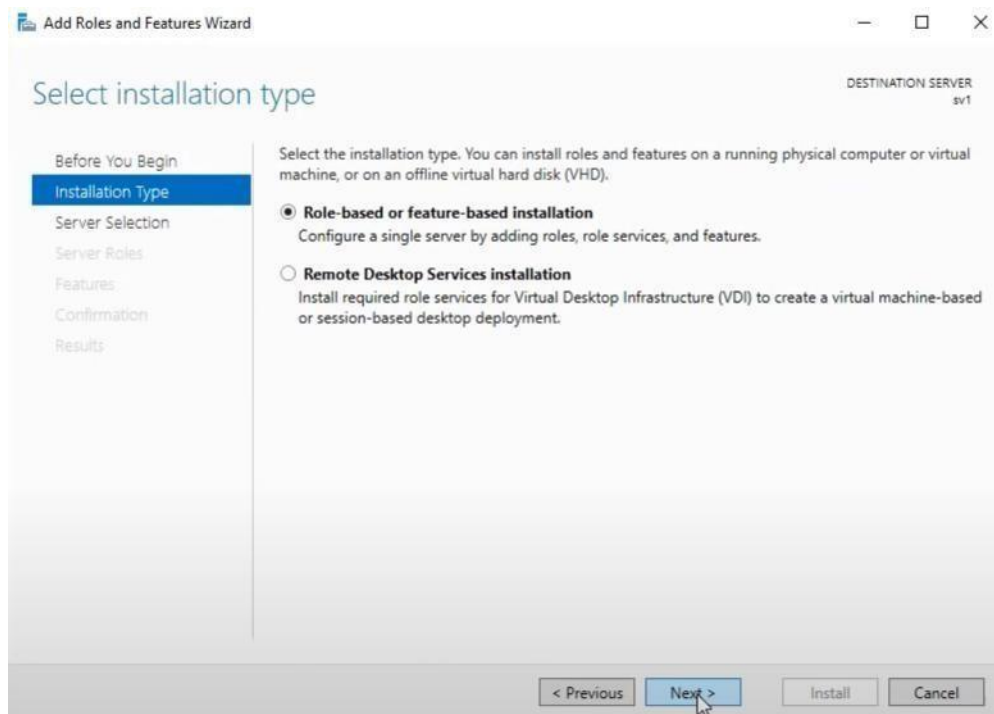 Add Roles and Features Wizard
Select installation type
DESTINATION SERVER
sv1
Before You Begin
Installation Type
Server Selection
Server Roles
Features
Confirmation
Results
Select the installation type. You can install roles and features on a running physical computer or virtual
machine, or on an offline virtual hard disk (VHD).
Role-based or feature-based installation
Configure a single server by adding roles, role services, and features.
Remote Desktop Services installation
Install required role services for Virtual Desktop Infrastructure (VDI) to create a virtual machine-based
or session-based desktop deployment.
< Previous
Next >
Install
Cancel